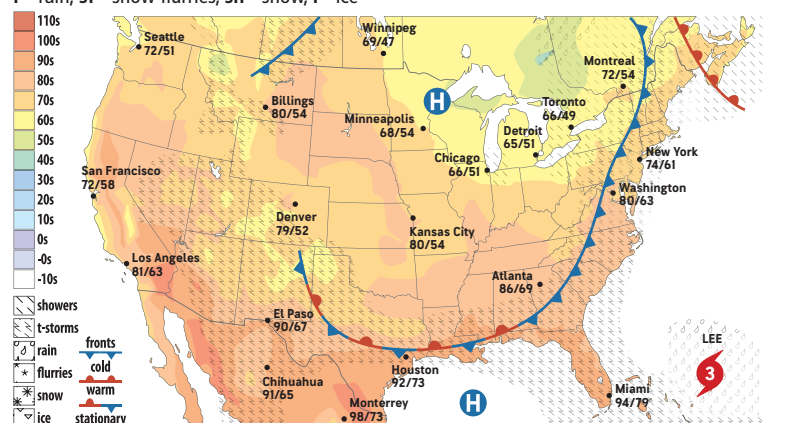 110s
100s
90s
80s
70s
60s
50s
40s
30s
20s
10s
0s
-0s
-10s
showers
t-storms
rain
flurries
snow
ice
fronts
cold
warm
stationary
Seattle
72/51
Winnipeg
69/47
Montreal
72/54
Billings
80/54
Minneapolis
68/54
H
Toronto
66/49
Detroit
65/51
Chicago
66/51
New York
74/61
San Francisco
72/58
Washington
80/63
Denver
79/52
Kansas City
80/54
Los Angeles
81/63
Atlanta
86/69
El Paso
90/67
Houston
92/73
Chihuahua
91/65
Monterrey
98/73
H
LEE
3
Miami
94/79